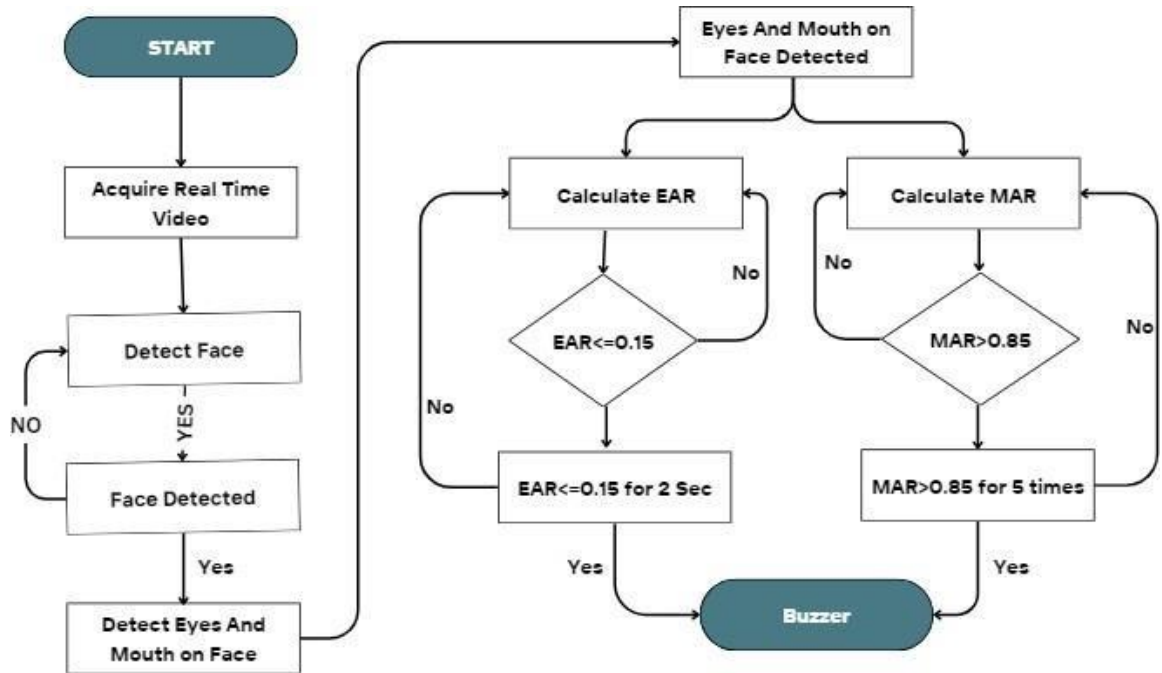 START
Acquire Real Time
Video
Detect Face
NO
YES
Face Detected
Yes
Detect Eyes And
Mouth on Face
Eyes And Mouth on
Face Detected
Calculate EAR
No
EAR<=0.15
No
EAR<=0.15 for 2 Sec
Yes
Calculate MAR
No
MAR>0.85
No
MAR>0.85 for 5 times
Yes
Buzzer